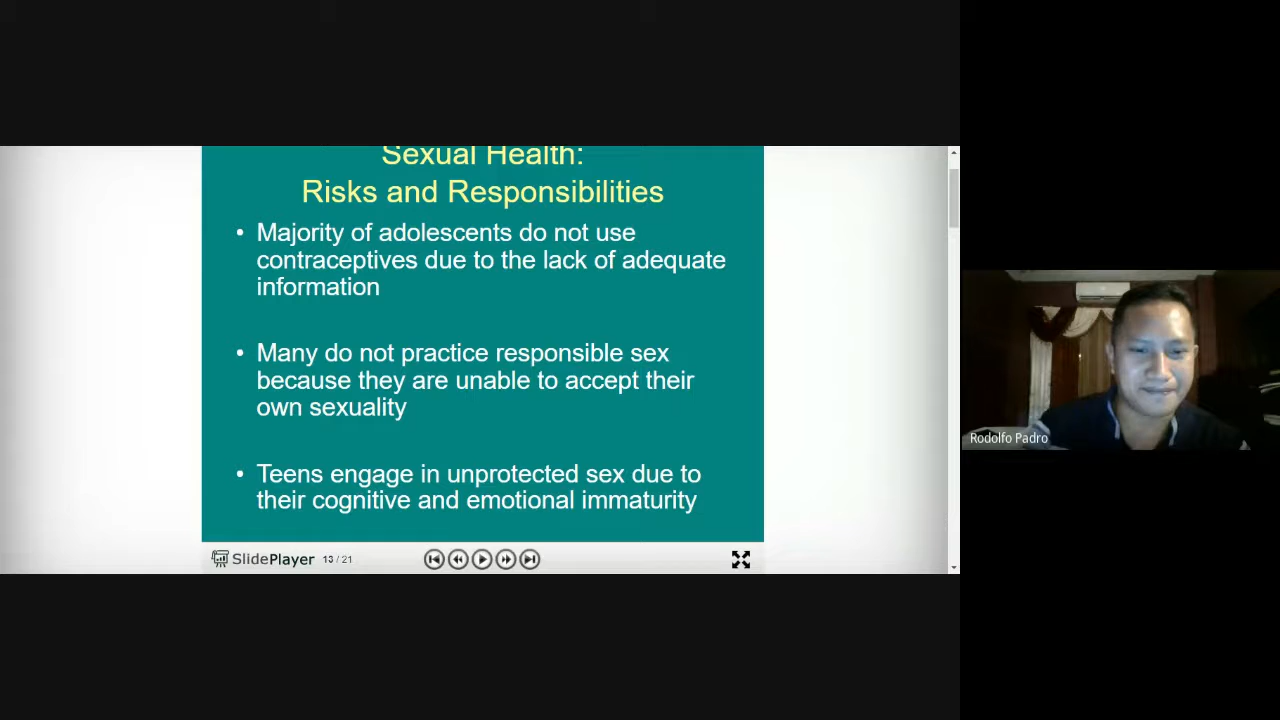 Sexual Health:
Risks and Responsibilities
• Majority of adolescents do not use
contraceptives due to the lack of adequate
information
• Many do not practice responsible sex
because they are unable to accept their
own sexuality
• Teens engage in unprotected sex due to
their cognitive and emotional immaturity
SlidePlayer 13 / 21
Rodolfo Padro